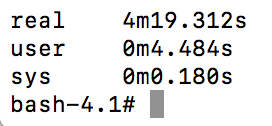 real    4m19.312s
user    0m4.484s
sys     0m0.180s
bash-4.1#